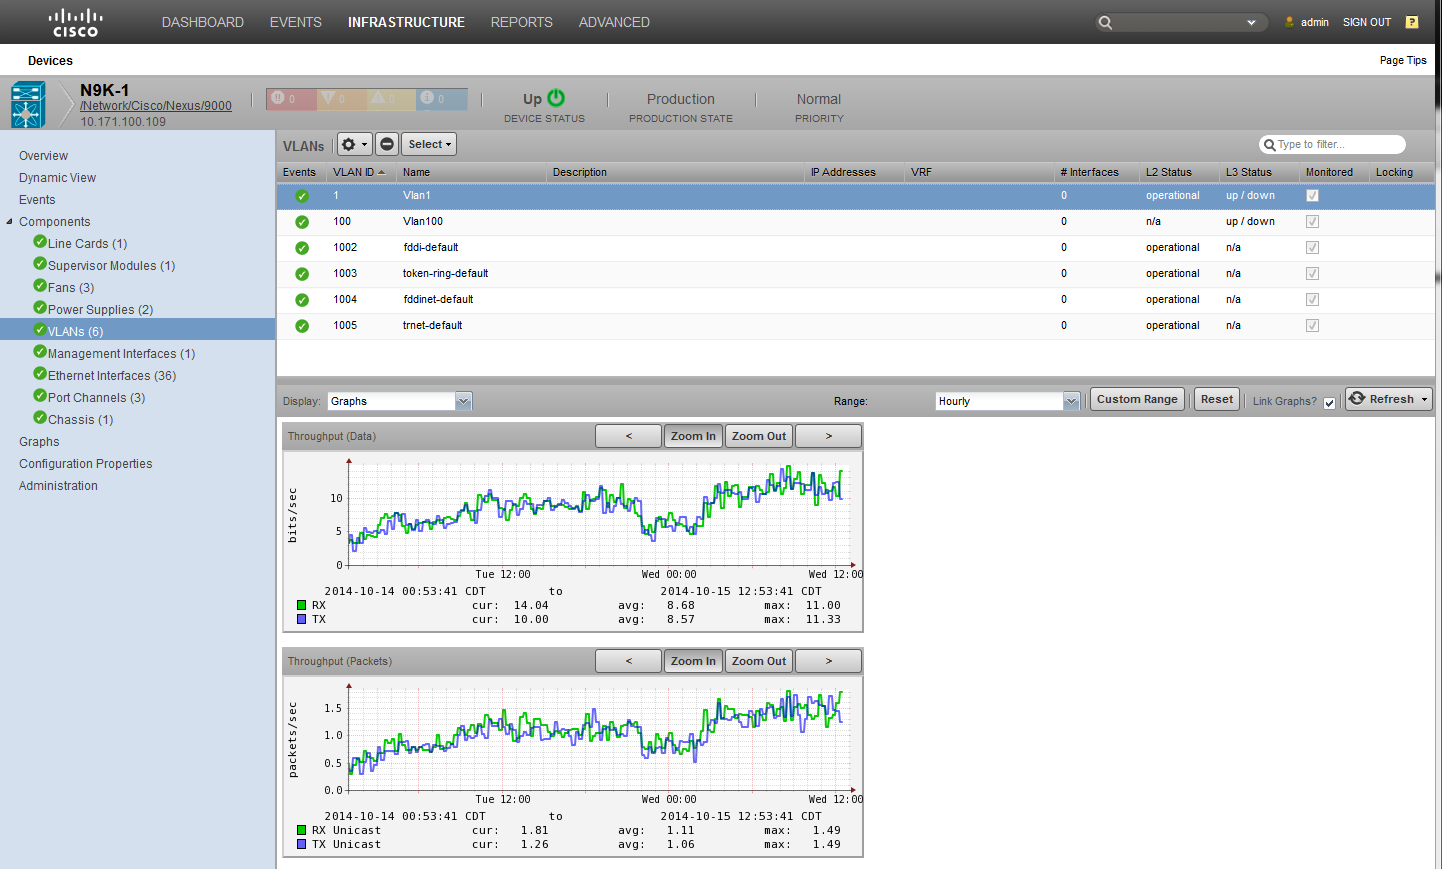 CISCO DASHBOARD EVENTS INFRASTRUCTURE REPORTS ADVANCED admin SIGN OUT ?
Devices Page Tips
N9K-1
/Network/Cisco/Nexus/9000
10.171.100.109
0 0 0 0
Up
DEVICE STATUS
Production
PRODUCTION STATE
Normal
PRIORITY
Overview
Dynamic View
Events
Components
Line Cards (1)
Supervisor Modules (1)
Fans (3)
Power Supplies (2)
VLANs (6)
Management Interfaces (1)
Ethernet Interfaces (36)
Port Channels (3)
Chassis (1)
Graphs
Configuration Properties
Administration
VLANs Select Type to filter...
Events VLAN ID Name Description IP Addresses VRF # Interfaces L2 Status L3 Status Monitored Locking
1 Vlan1 0 operational up / down
100 Vlan100 0 n/a up / down
1002 fddi-default 0 operational n/a
1003 token-ring-default 0 operational n/a
1004 fddinet-default 0 operational n/a
1005 trnet-default 0 operational n/a
Display: Graphs Range: Hourly Custom Range Reset Link Graphs? Refresh
Throughput (Data) < Zoom In Zoom Out >
bits/sec
10
5
0
Tue 12:00 Wed 00:00 Wed 12:00
2014-10-14 00:53:41 CDT to 2014-10-15 12:53:41 CDT
RX cur: 14.04 avg: 8.68 max: 11.00
TX cur: 10.00 avg: 8.57 max: 11.33
Throughput (Packets) < Zoom In Zoom Out >
packets/sec
1.5
1.0
0.5
0.0
Tue 12:00 Wed 00:00 Wed 12:00
2014-10-14 00:53:41 CDT to 2014-10-15 12:53:41 CDT
RX Unicast cur: 1.81 avg: 1.11 max: 1.49
TX Unicast cur: 1.26 avg: 1.06 max: 1.49